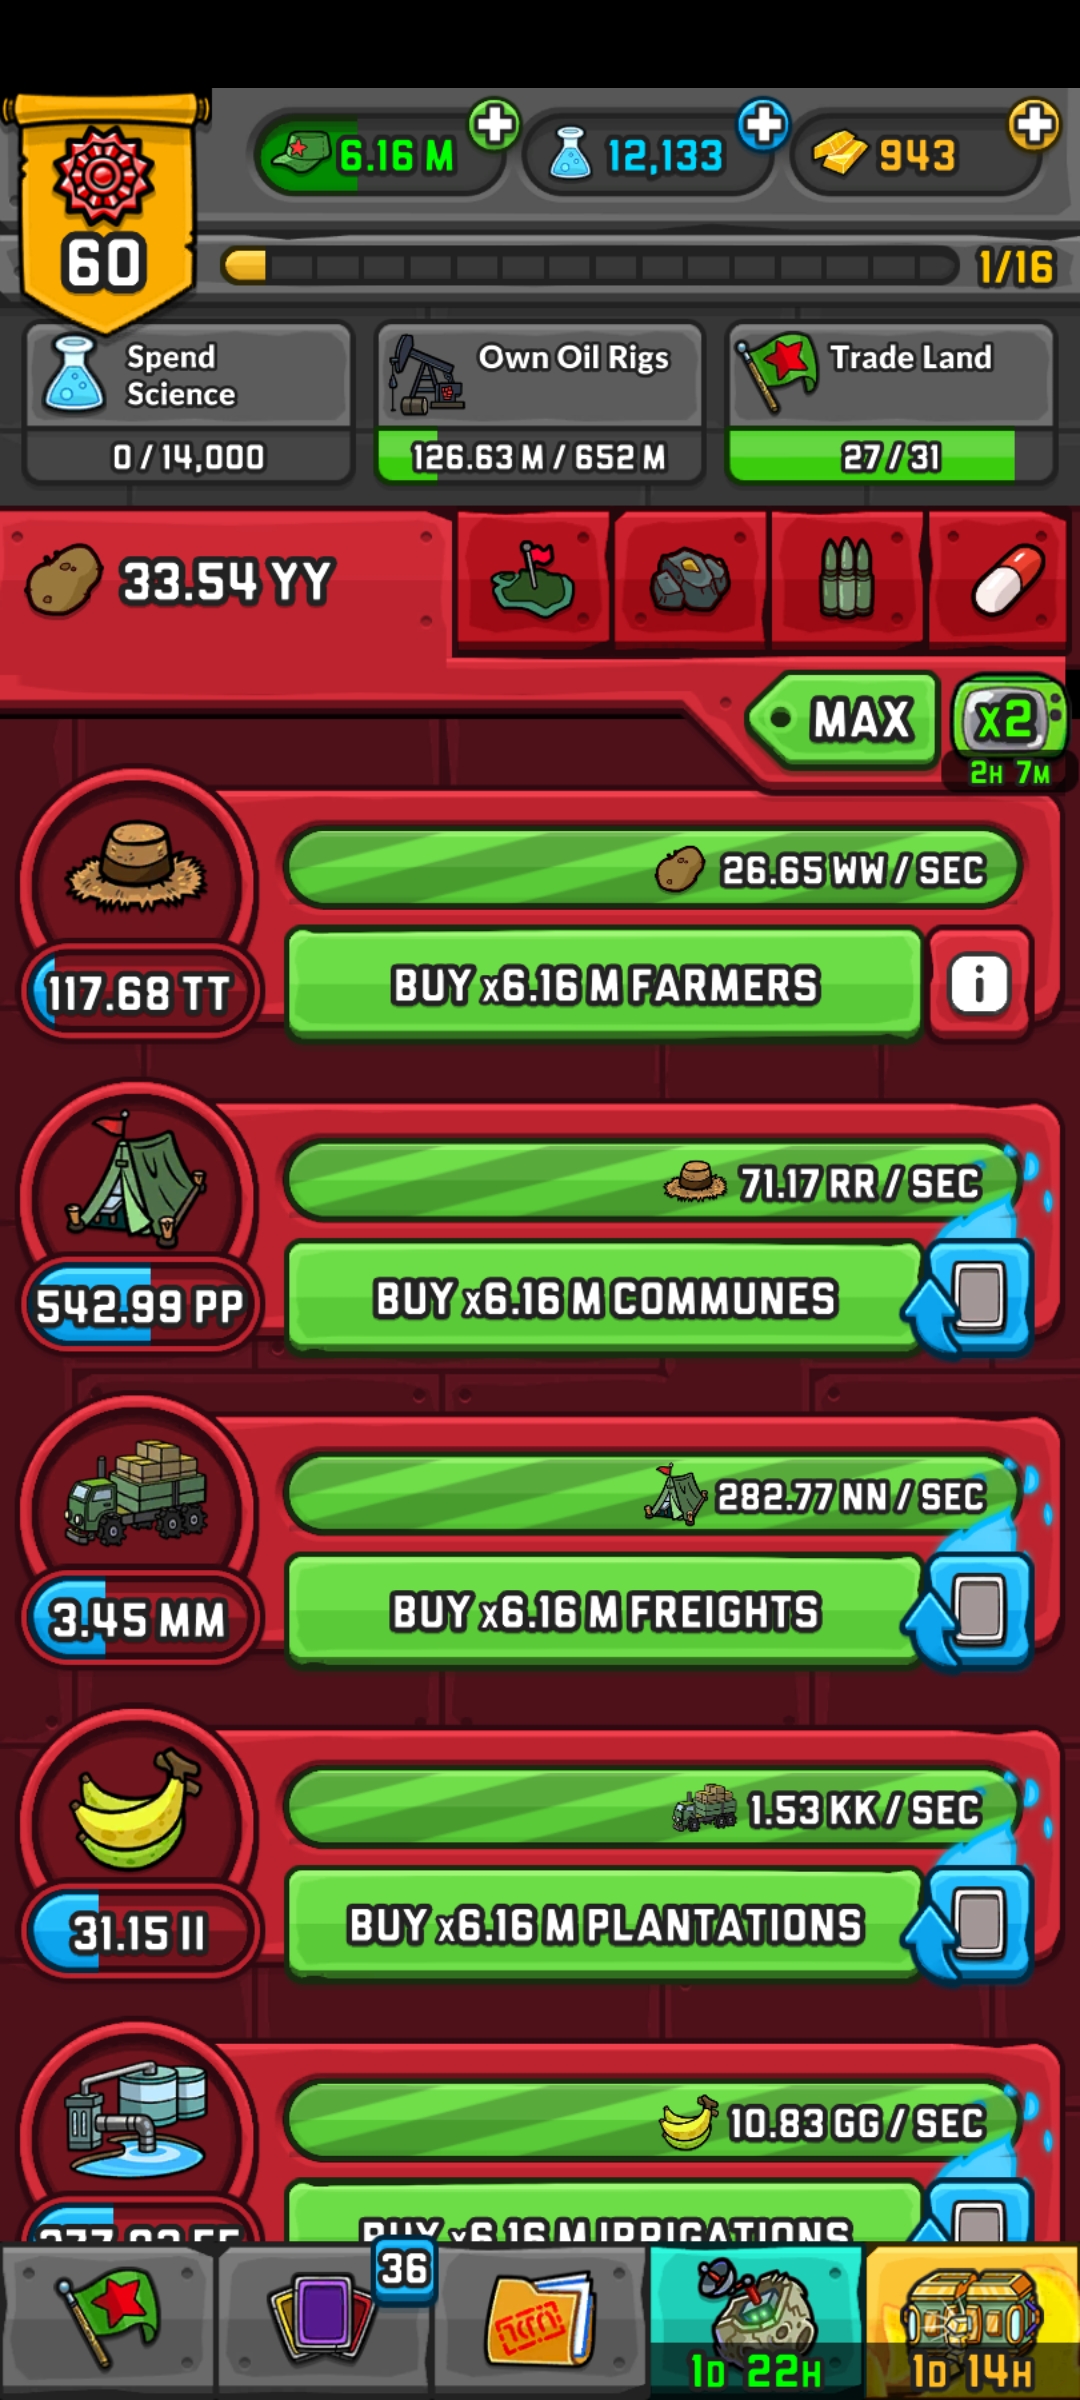 60
6.16 M
12,133
943
1/16
Spend
Science
0 / 14,000
Own Oil Rigs
126.63 M / 652 M
Trade Land
27 / 31
33.54 YY
MAX
x2
2H 7M
26.65 WW / SEC
117.68 TT
BUY x6.16 M FARMERS
i
71.17 RR / SEC
542.99 PP
BUY x6.16 M COMMUNES
282.77 NN / SEC
3.45 MM
BUY x6.16 M FREIGHTS
1.53 KK / SEC
31.15 II
BUY x6.16 M PLANTATIONS
10.83 GG / SEC
BUY x6.16 M IRRIGATIONS
36
1D 22H
1D 14H